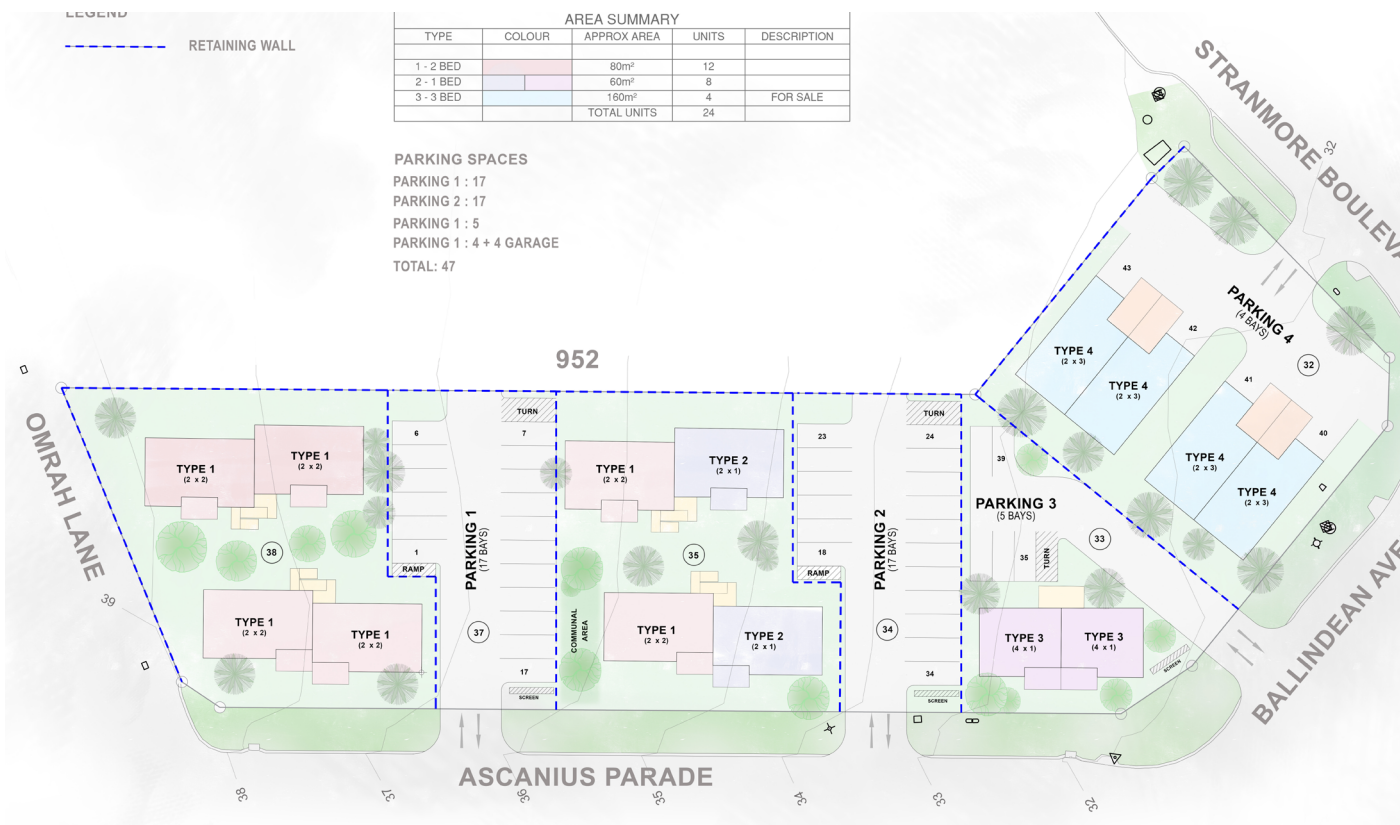 LEGEND
RETAINING WALL
AREA SUMMARY
TYPE COLOUR APPROX AREA UNITS DESCRIPTION
1 - 2 BED 80m² 12
2 - 1 BED 60m² 8
3 - 3 BED 160m² 4 FOR SALE
TOTAL UNITS 24
PARKING SPACES
PARKING 1 : 17
PARKING 2 : 17
PARKING 1 : 5
PARKING 1 : 4 + 4 GARAGE
TOTAL: 47
STRANMORE BOULEVA
32
43
PARKING 4
(4 BAYS)
42
32
41
40
TYPE 4
(2 x 3)
TYPE 4
(2 x 3)
TYPE 4
(2 x 3)
TYPE 4
(2 x 3)
952
OMRAH LANE
39
TYPE 1
(2 x 2)
TYPE 1
(2 x 2)
38
TYPE 1
(2 x 2)
TYPE 1
(2 x 2)
6
1
RAMP
PARKING 1
(17 BAYS)
37
TURN
7
17
SCREEN
TYPE 1
(2 x 2)
TYPE 2
(2 x 1)
35
COMMUNAL
AREA
TYPE 1
(2 x 2)
TYPE 2
(2 x 1)
23
18
RAMP
PARKING 2
(17 BAYS)
34
TURN
24
34
SCREEN
39
PARKING 3
(5 BAYS)
35
TURN
33
TYPE 3
(4 x 1)
TYPE 3
(4 x 1)
SCREEN
BALLINDEAN AVE
ASCANIUS PARADE
38
37
36
35
34
33
32